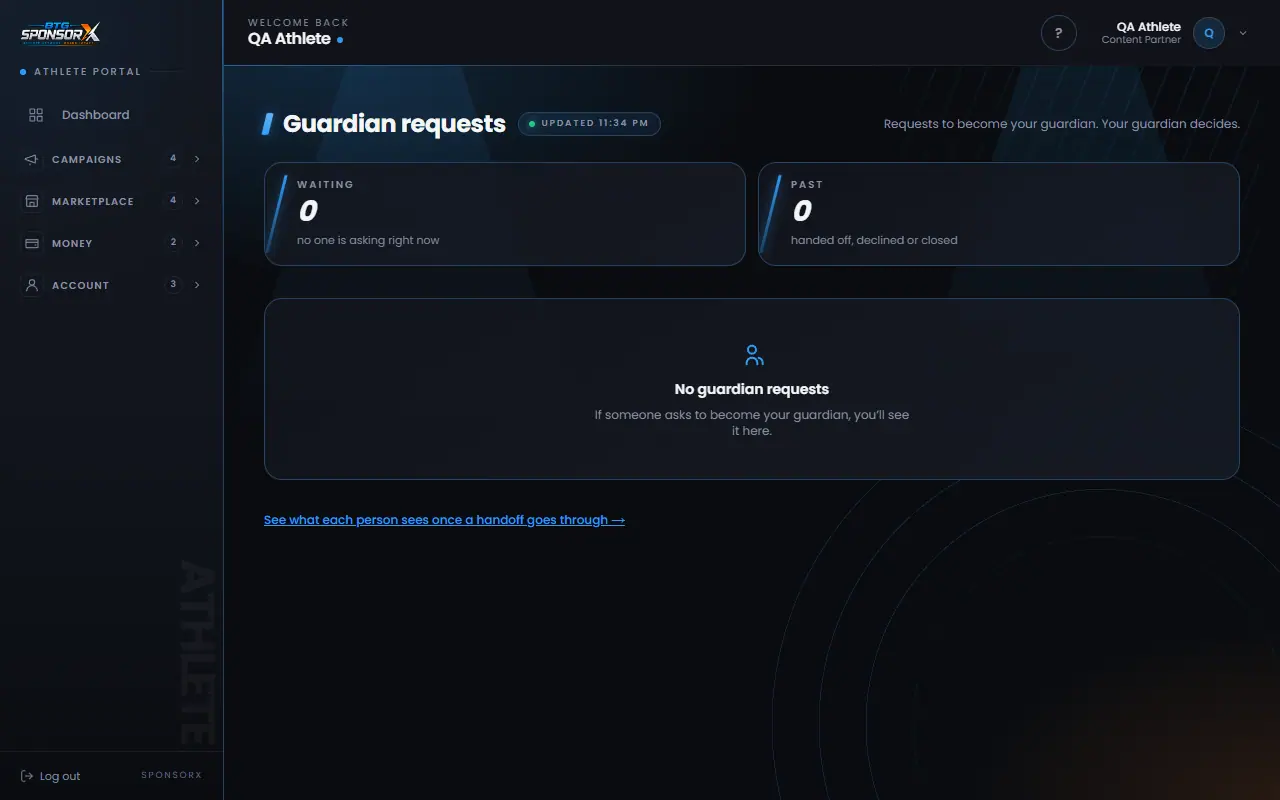 BTG
SPONSORX
ATHLETE PORTAL
Dashboard
CAMPAIGNS 4
MARKETPLACE 4
MONEY 2
ACCOUNT 3
ATHLETE
Log out
SPONSORX
WELCOME BACK
QA Athlete
?
QA Athlete
Content Partner
Q
Guardian requests
UPDATED 11:34 PM
Requests to become your guardian. Your guardian decides.
WAITING
0
no one is asking right now
PAST
0
handed off, declined or closed
No guardian requests
If someone asks to become your guardian, you'll see
it here.
See what each person sees once a handoff goes through →